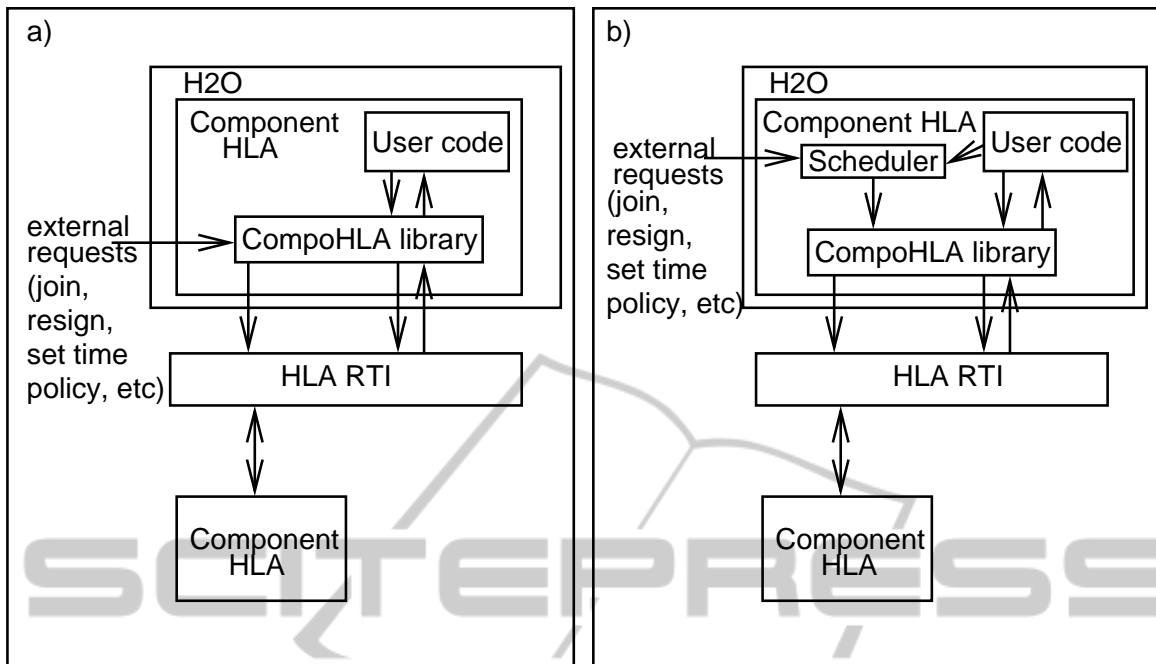 a)
H2O
Component
HLA
User code
external
requests
(join,
resign,
set time
policy, etc)
CompoHLA library
HLA RTI
Component
HLA
b)
H2O
Component HLA
User code
Scheduler
external
requests
(join,
resign,
set time
policy, etc)
CompoHLA library
HLA RTI
Component
HLA
SCITEPRESS